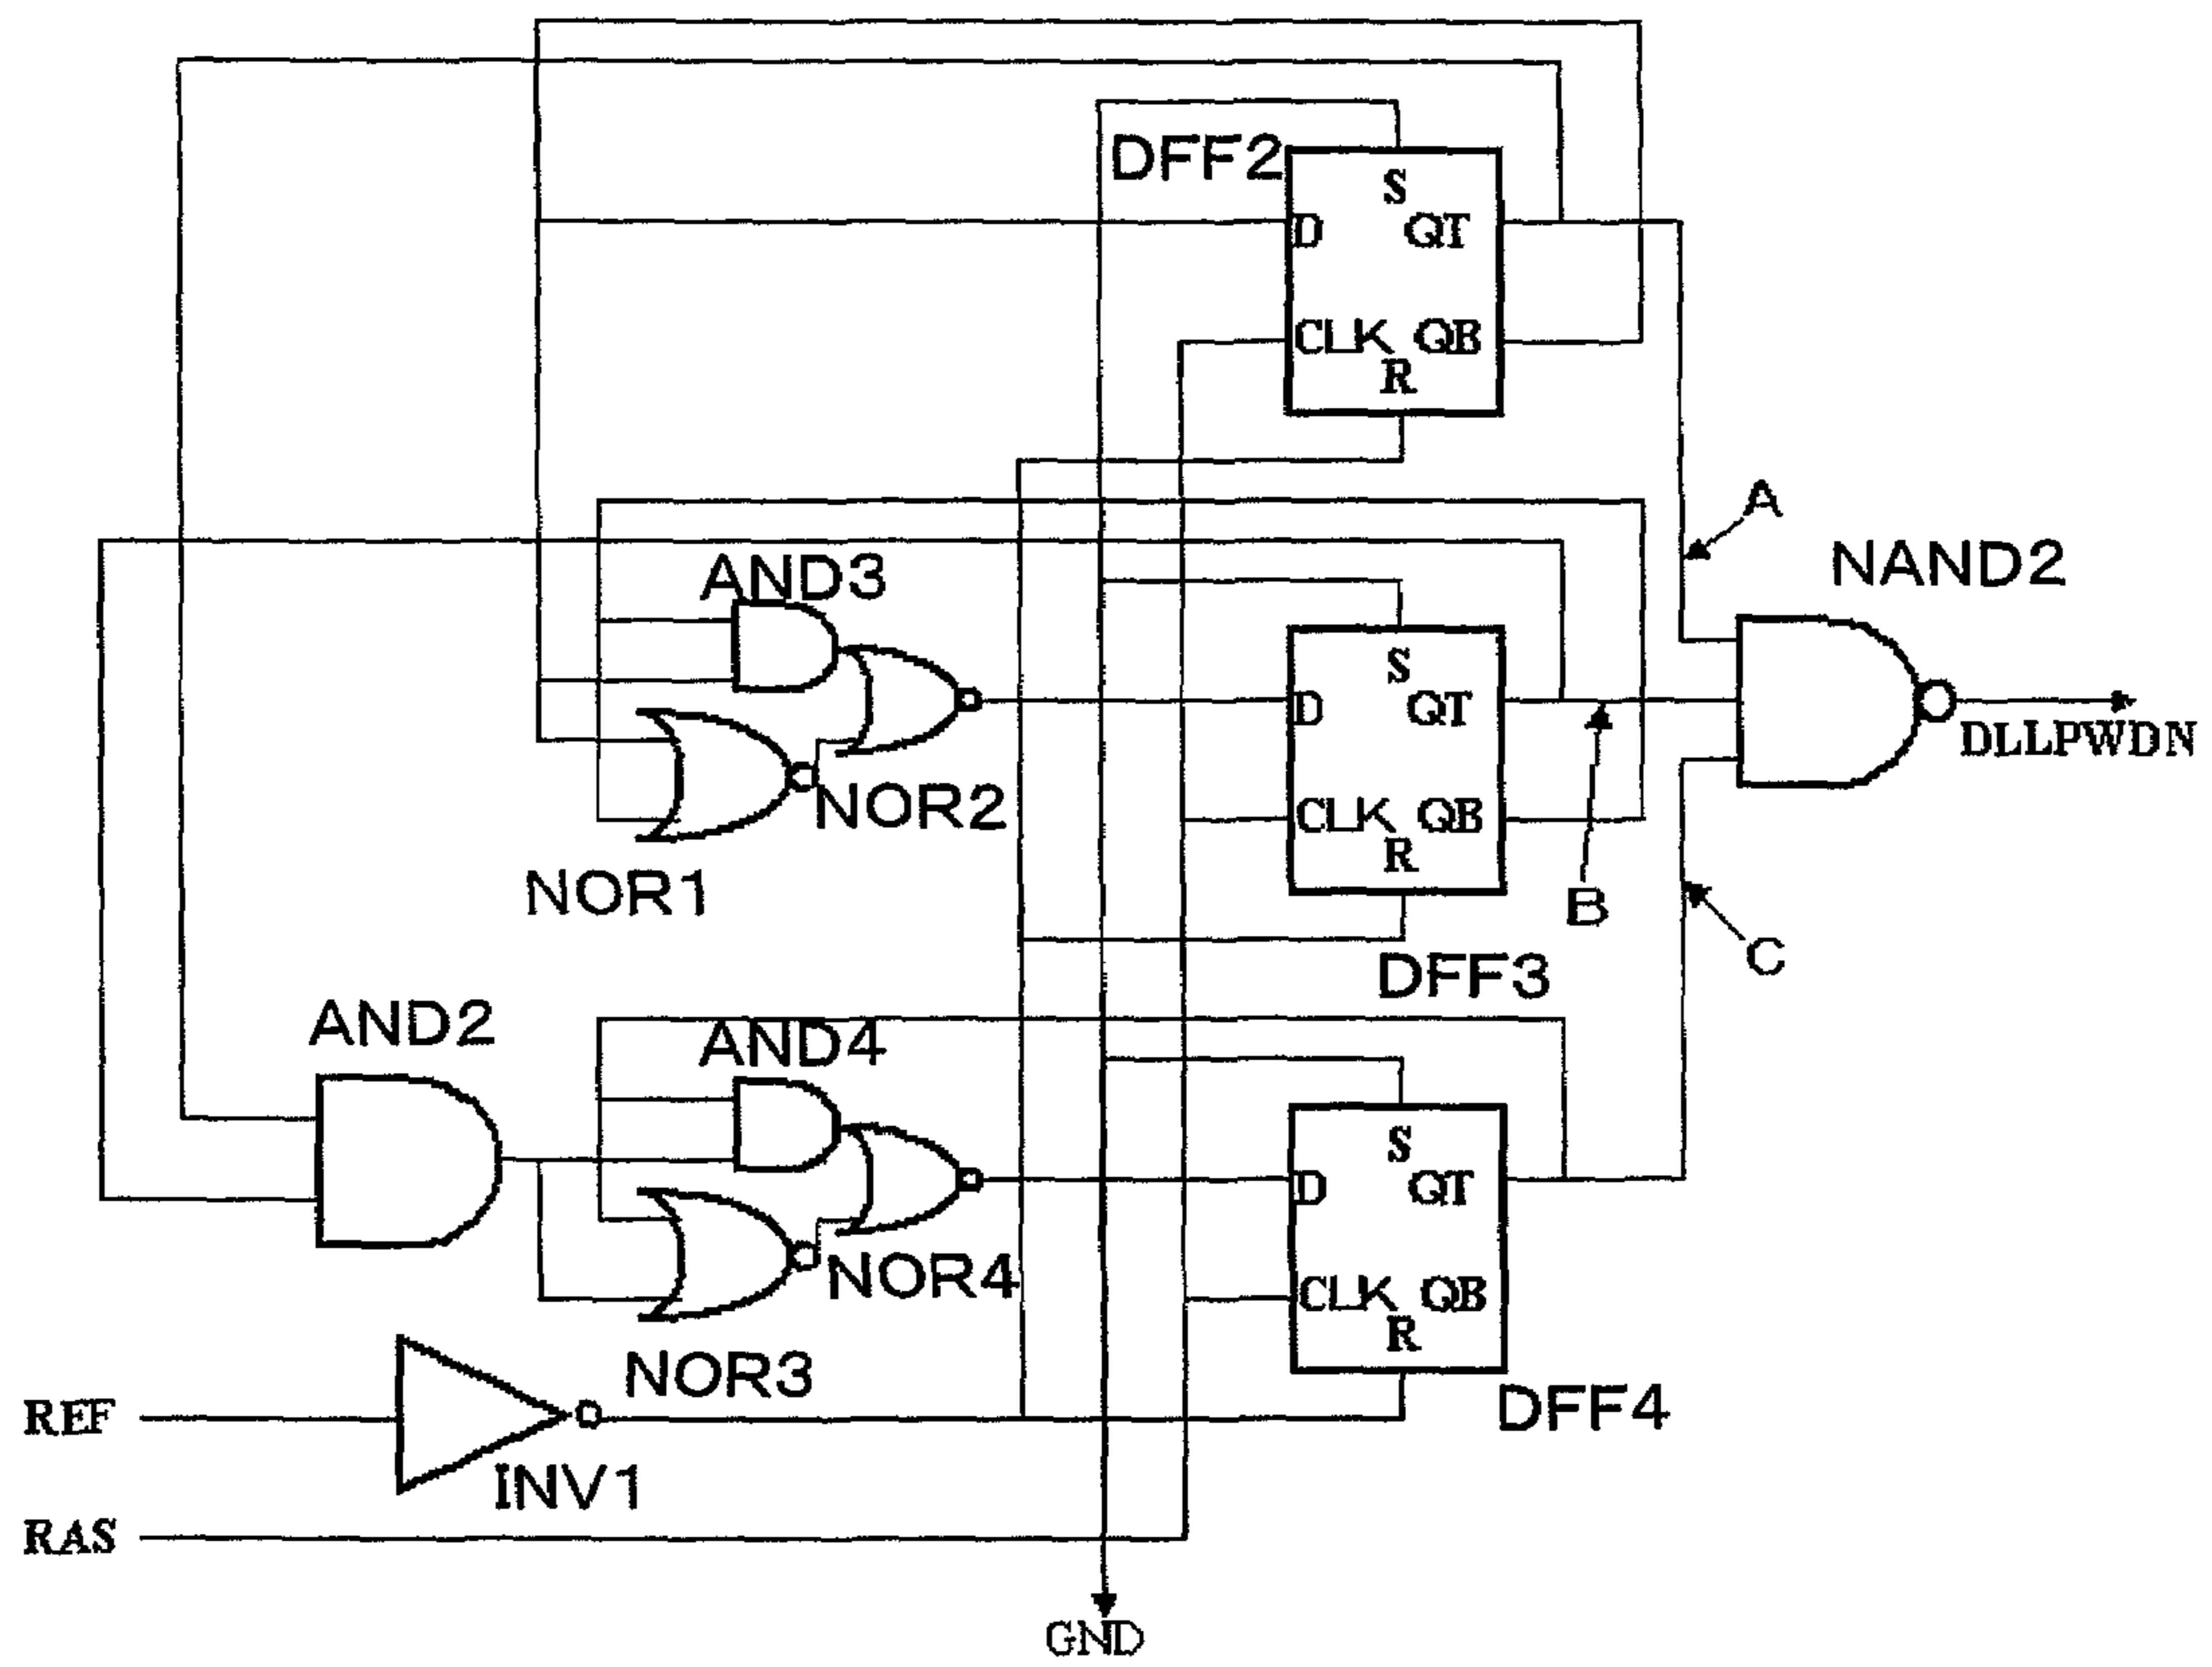 DFF2
S
D QT
CLK QB
R
A
NAND2
AND3
S
D QT
DLLPWDN
NOR2
CLK QB
R
NOR1
B
C
DFF3
AND2
AND4
S
D QT
NOR4
CLK QB
R
NOR3
REF
DFF4
INV1
RAS
GND